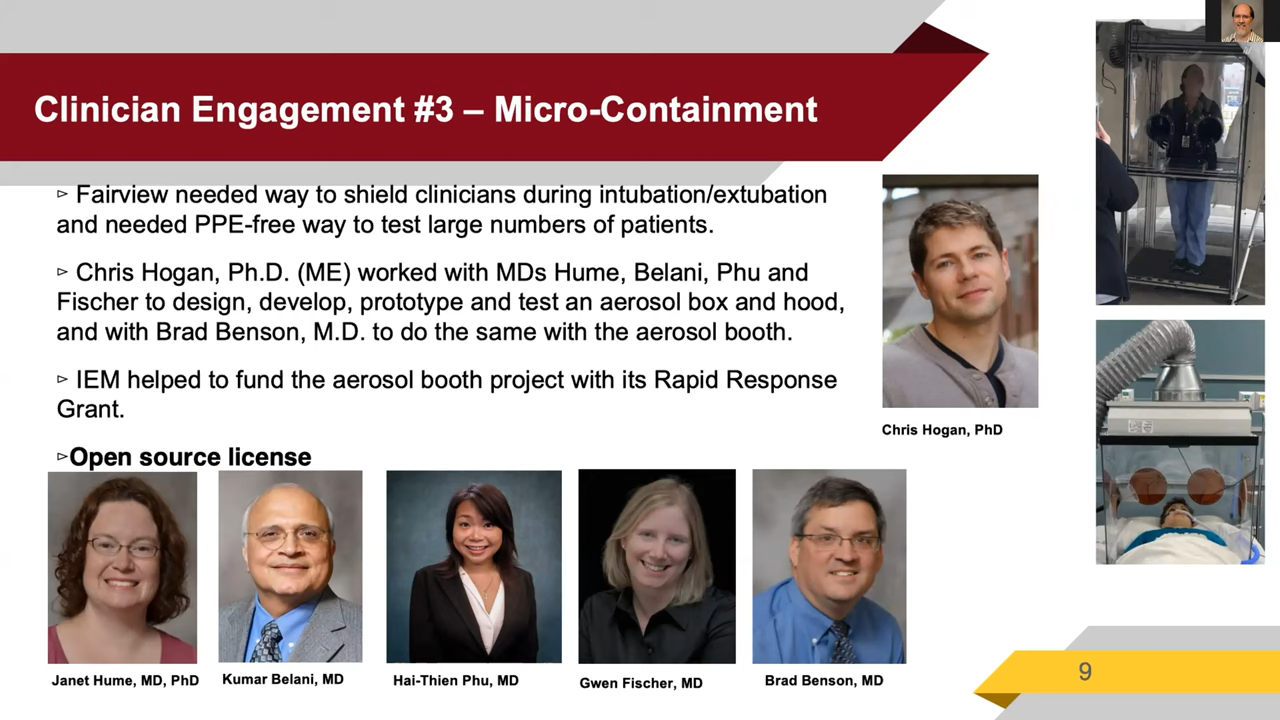 Clinician Engagement #3 – Micro-Containment
▻ Fairview needed way to shield clinicians during intubation/extubation
and needed PPE-free way to test large numbers of patients.
▻ Chris Hogan, Ph.D. (ME) worked with MDs Hume, Belani, Phu and
Fischer to design, develop, prototype and test an aerosol box and hood,
and with Brad Benson, M.D. to do the same with the aerosol booth.
▻ IEM helped to fund the aerosol booth project with its Rapid Response
Grant.
▻Open source license
Chris Hogan, PhD
Janet Hume, MD, PhD
Kumar Belani, MD
Hai-Thien Phu, MD
Gwen Fischer, MD
Brad Benson, MD
9